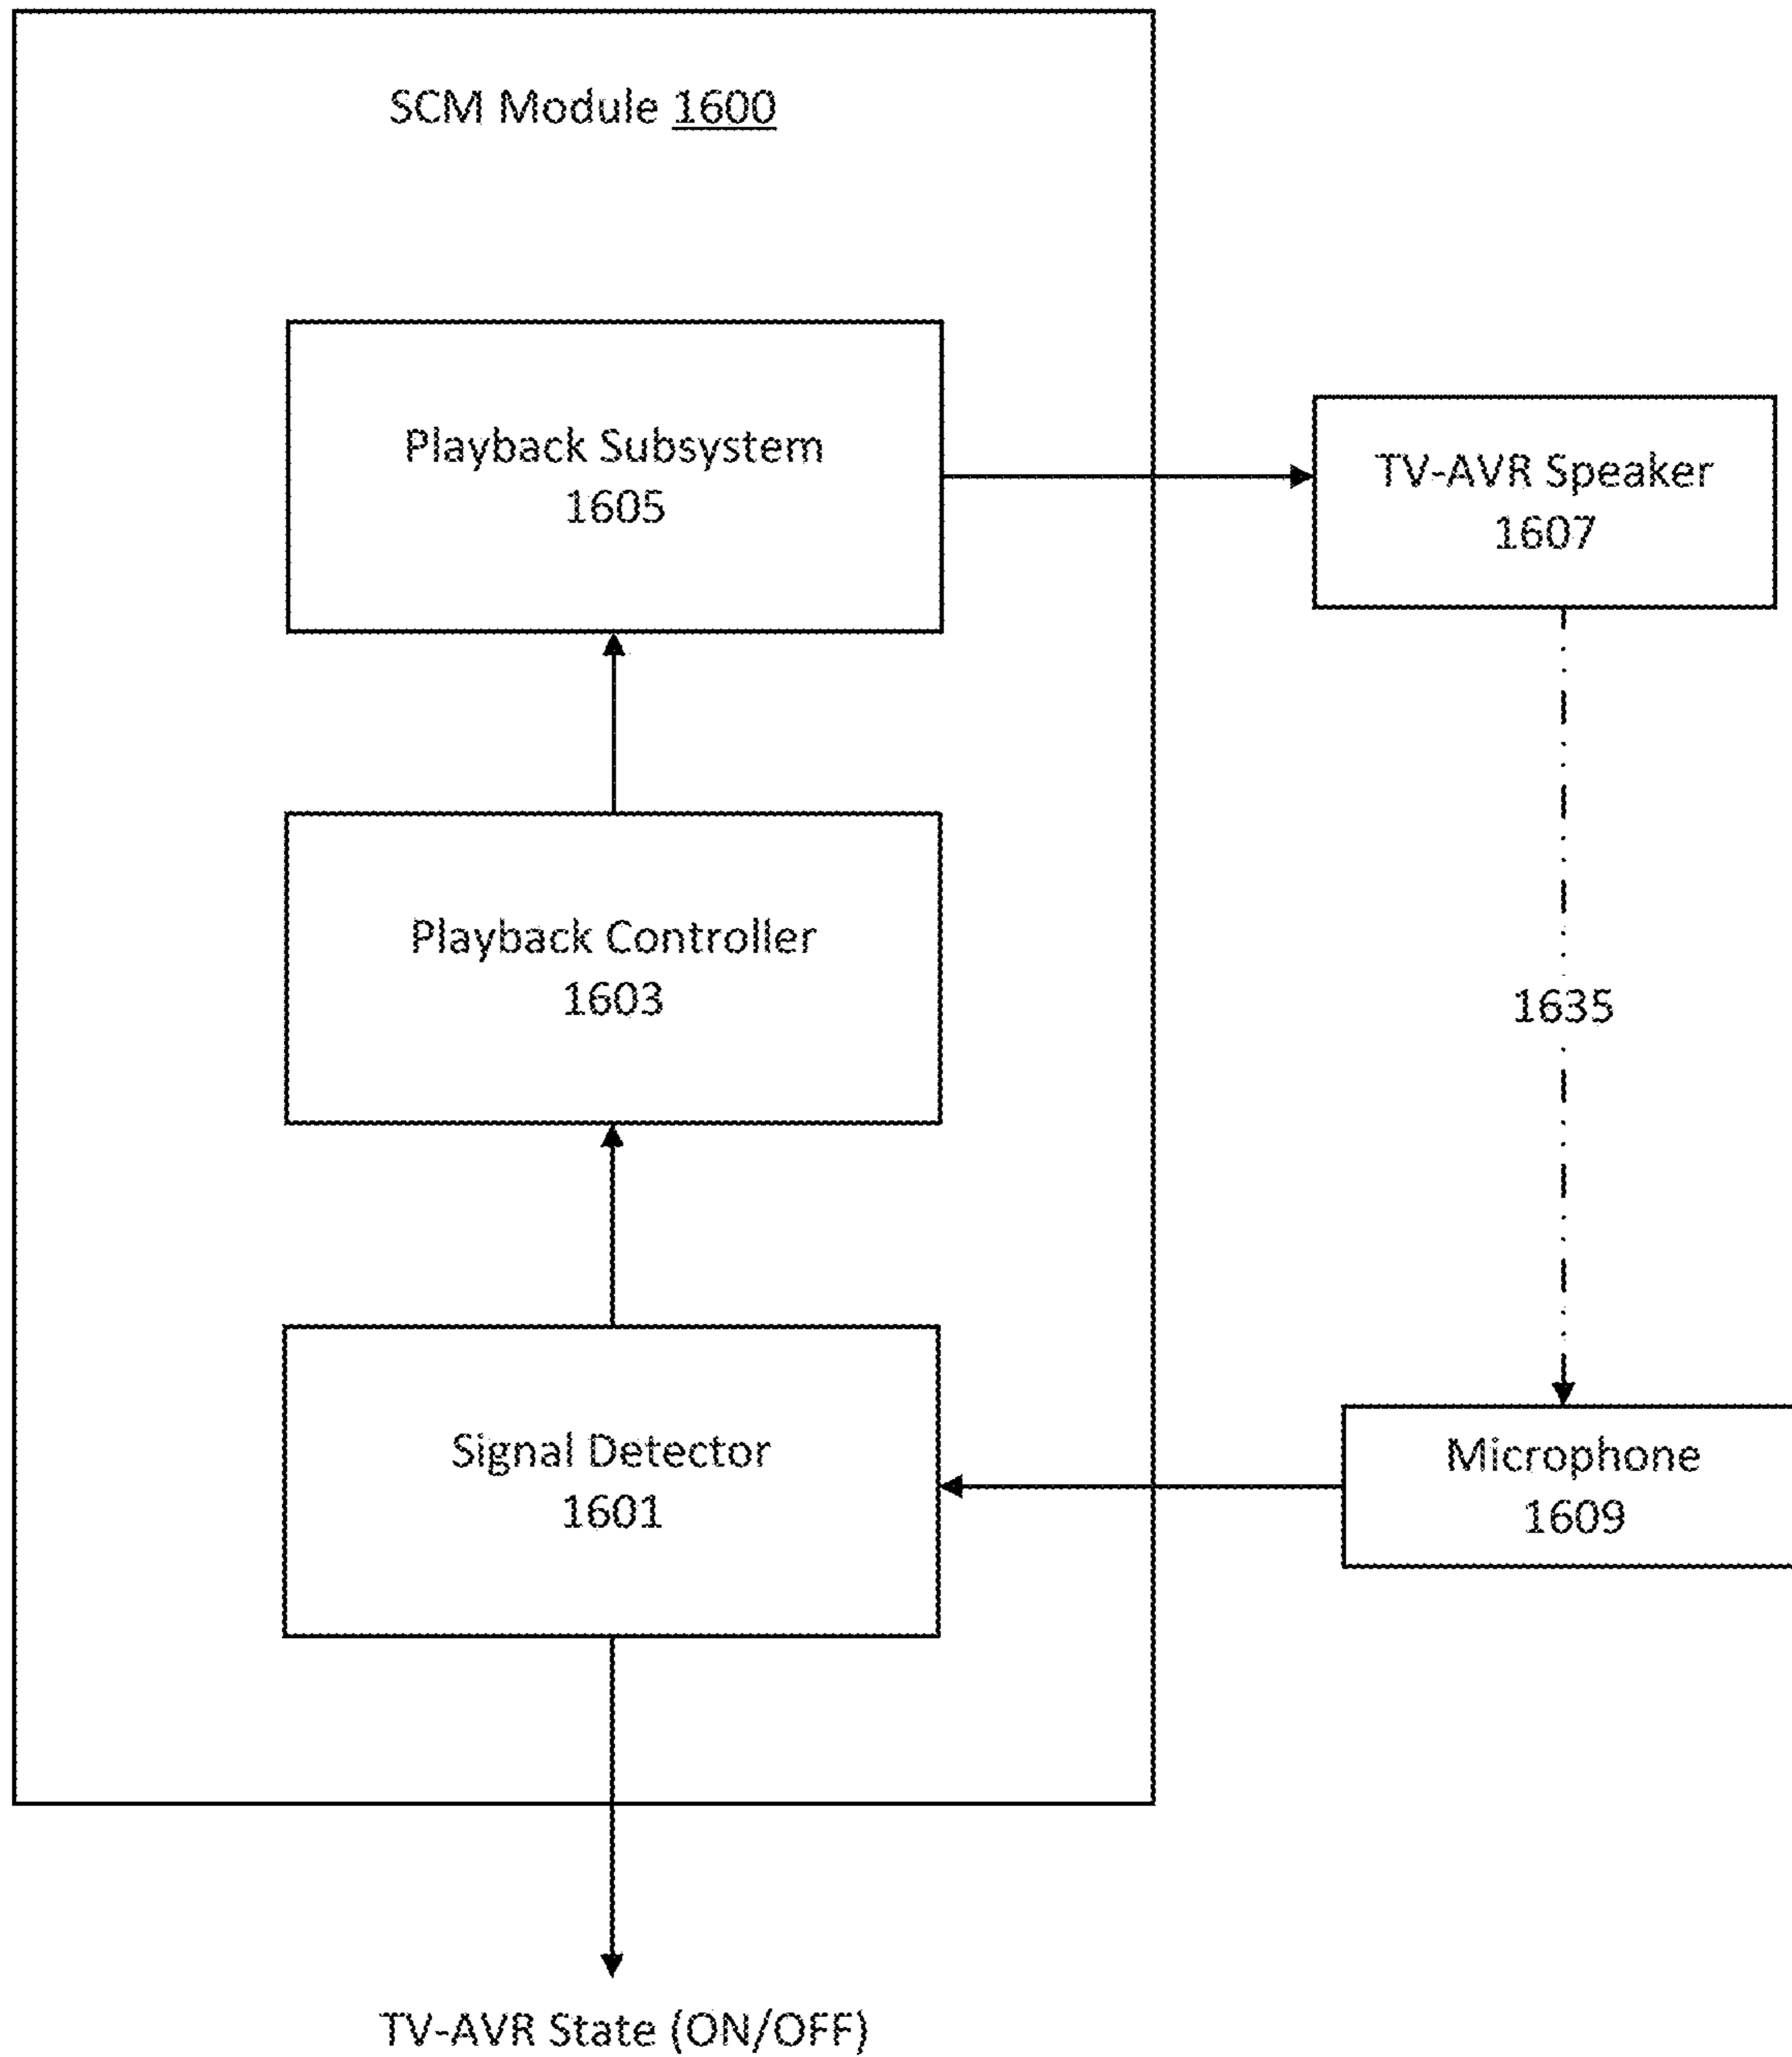 SCM Module 1600
Playback Subsystem
1605
TV-AVR Speaker
1607
Playback Controller
1603
1635
Signal Detector
1601
Microphone
1609
TV-AVR State (ON/OFF)